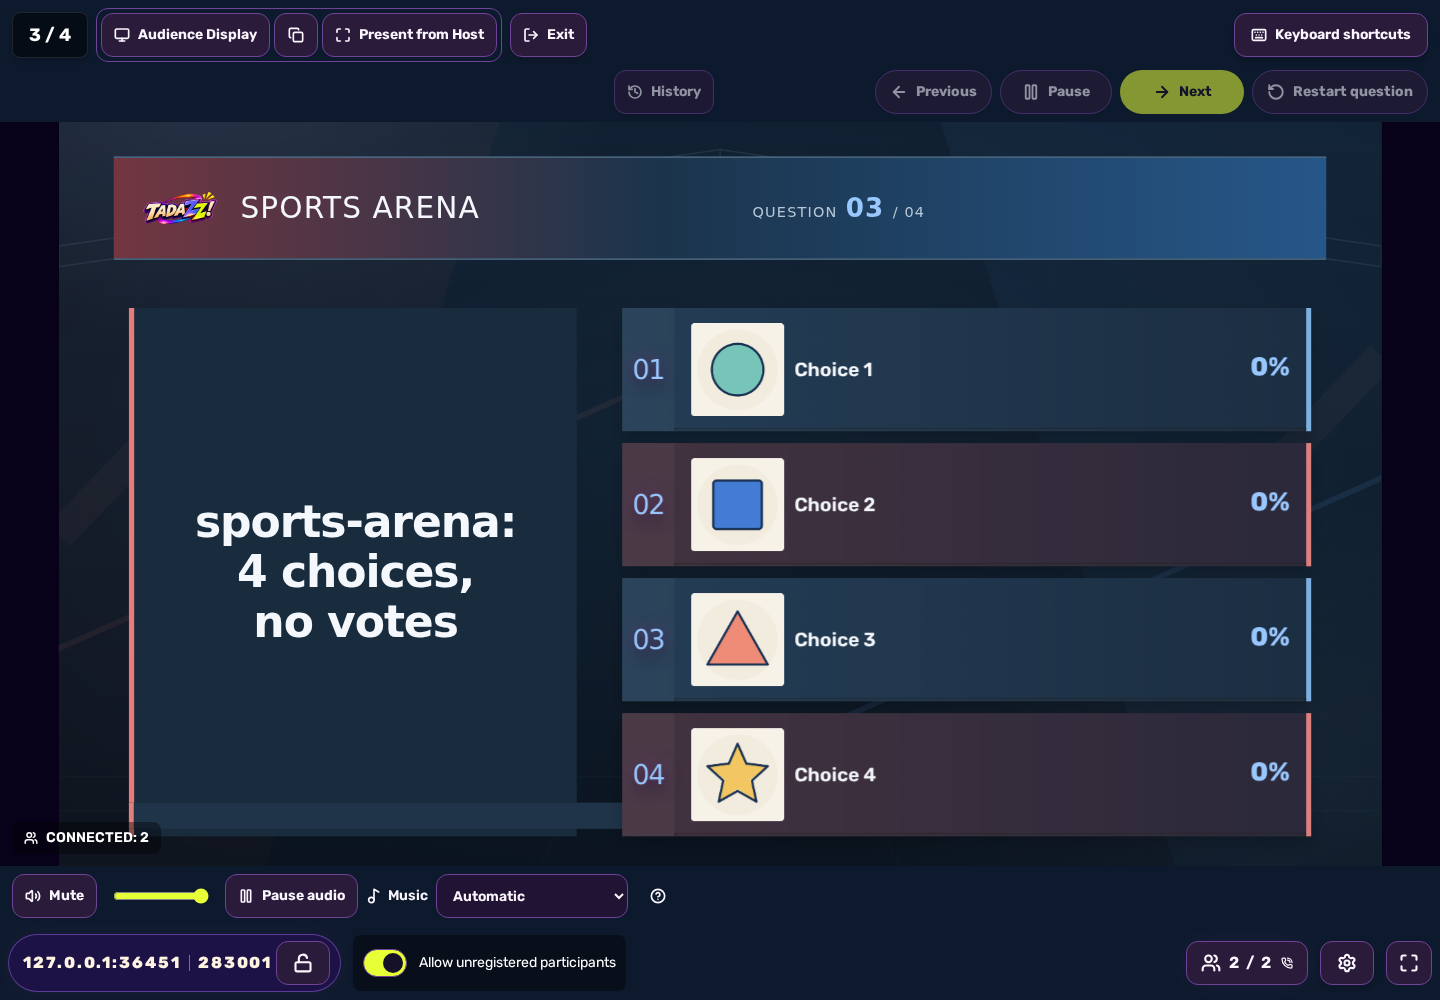 3 / 4
Audience Display
Present from Host
Exit
Keyboard shortcuts
History
Previous
Pause
Next
Restart question
TADAZZ!
SPORTS ARENA
QUESTION 03 / 04
sports-arena:
4 choices,
no votes
01
Choice 1
0%
02
Choice 2
0%
03
Choice 3
0%
04
Choice 4
0%
CONNECTED: 2
Mute
Pause audio
Music
Automatic
127.0.0.1:36451
283001
Allow unregistered participants
2 / 2